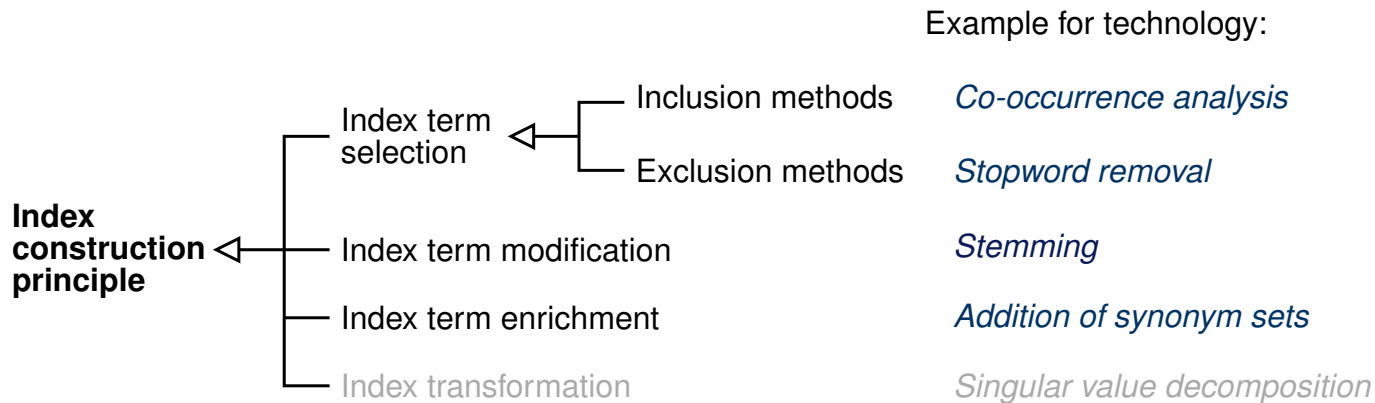 Example for technology:
Inclusion methods Co-occurrence analysis
Index term
selection
Exclusion methods Stopword removal
Index
construction
principle
Index term modification Stemming
Index term enrichment Addition of synonym sets
Index transformation Singular value decomposition